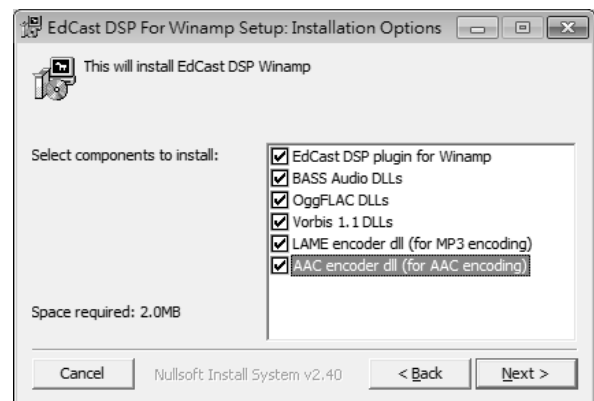 EdCast DSP For Winamp Setup: Installation Options
This will install EdCast DSP Winamp
Select components to install:
EdCast DSP plugin for Winamp
BASS Audio DLLs
OggFLAC DLLs
Vorbis 1.1 DLLs
LAME encoder dll (for MP3 encoding)
AAC encoder dll (for AAC encoding)
Space required: 2.0MB
Cancel
Nullsoft Install System v2.40
< Back
Next >